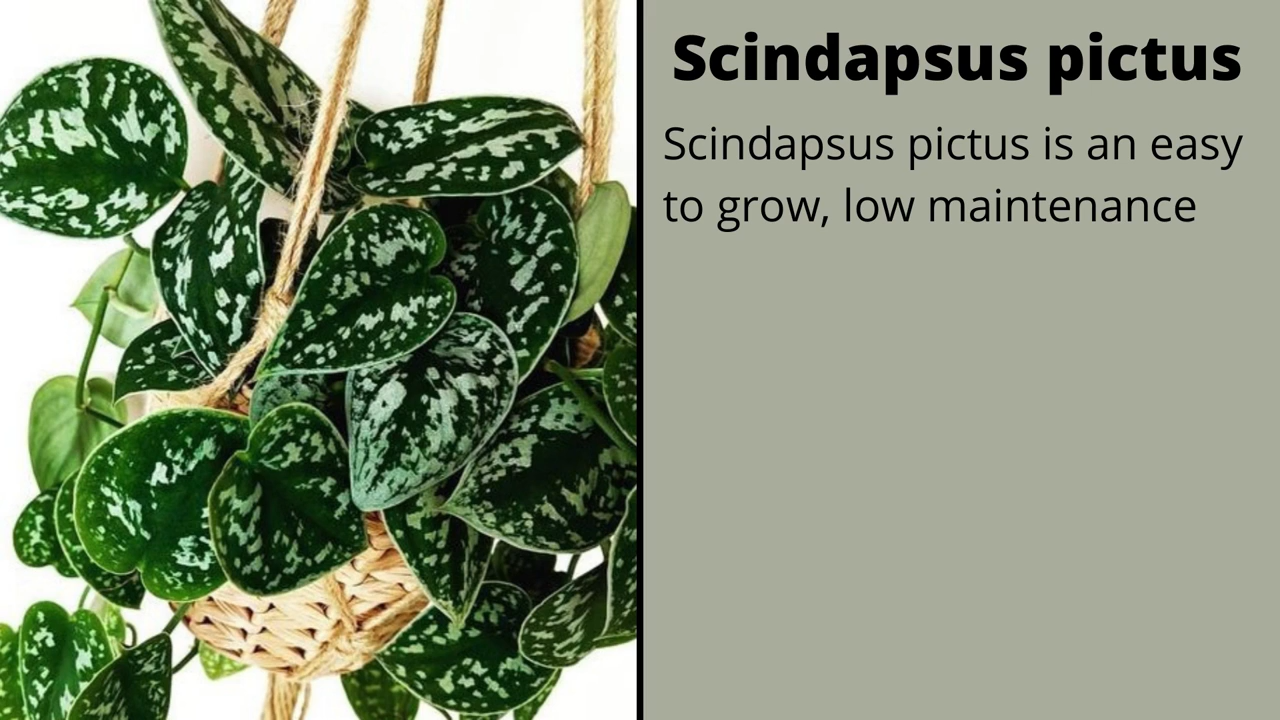 Scindapsus pictus
Scindapsus pictus is an easy
to grow, low maintenance